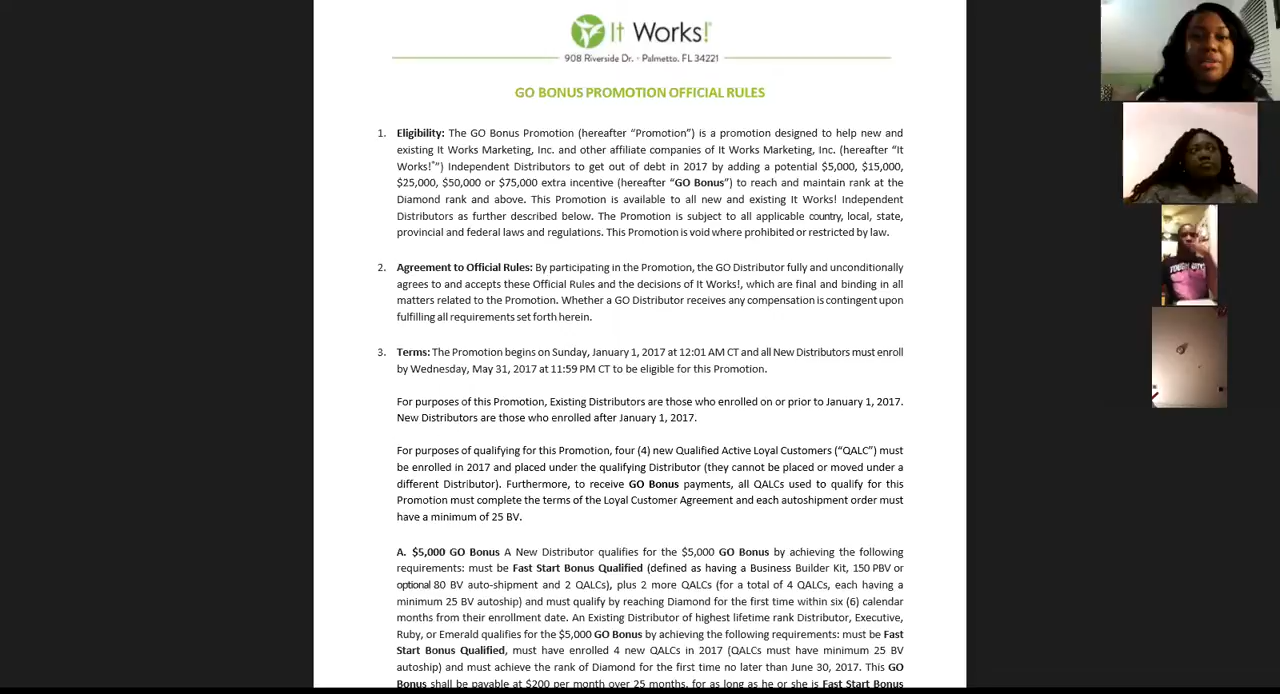 It Works!®
908 Riverside Dr. • Palmetto, FL 34221
GO BONUS PROMOTION OFFICIAL RULES
1. Eligibility: The GO Bonus Promotion (hereafter “Promotion”) is a promotion designed to help new and
existing It Works Marketing, Inc. and other affiliate companies of It Works Marketing, Inc. (hereafter “It
Works!®”) Independent Distributors to get out of debt in 2017 by adding a potential $5,000, $15,000,
$25,000, $50,000 or $75,000 extra incentive (hereafter “GO Bonus”) to reach and maintain rank at the
Diamond rank and above. This Promotion is available to all new and existing It Works! Independent
Distributors as further described below. The Promotion is subject to all applicable country, local, state,
provincial and federal laws and regulations. This Promotion is void where prohibited or restricted by law.
2. Agreement to Official Rules: By participating in the Promotion, the GO Distributor fully and unconditionally
agrees to and accepts these Official Rules and the decisions of It Works!, which are final and binding in all
matters related to the Promotion. Whether a GO Distributor receives any compensation is contingent upon
fulfilling all requirements set forth herein.
3. Terms: The Promotion begins on Sunday, January 1, 2017 at 12:01 AM CT and all New Distributors must enroll
by Wednesday, May 31, 2017 at 11:59 PM CT to be eligible for this Promotion.
For purposes of this Promotion, Existing Distributors are those who enrolled on or prior to January 1, 2017.
New Distributors are those who enrolled after January 1, 2017.
For purposes of qualifying for this Promotion, four (4) new Qualified Active Loyal Customers (“QALC”) must
be enrolled in 2017 and placed under the qualifying Distributor (they cannot be placed or moved under a
different Distributor). Furthermore, to receive GO Bonus payments, all QALCs used to qualify for this
Promotion must complete the terms of the Loyal Customer Agreement and each autoshipment order must
have a minimum of 25 BV.
A. $5,000 GO Bonus A New Distributor qualifies for the $5,000 GO Bonus by achieving the following
requirements: must be Fast Start Bonus Qualified (defined as having a Business Builder Kit, 150 PBV or
optional 80 BV auto-shipment and 2 QALCs), plus 2 more QALCs (for a total of 4 QALCs, each having a
minimum 25 BV autoship) and must qualify by reaching Diamond for the first time within six (6) calendar
months from their enrollment date. An Existing Distributor of highest lifetime rank Distributor, Executive,
Ruby, or Emerald qualifies for the $5,000 GO Bonus by achieving the following requirements: must be Fast
Start Bonus Qualified, must have enrolled 4 new QALCs in 2017 (QALCs must have minimum 25 BV
autoship) and must achieve the rank of Diamond for the first time no later than June 30, 2017. This GO
Bonus shall be payable at $200 per month over 25 months, for as long as he or she is Fast Start Bonus